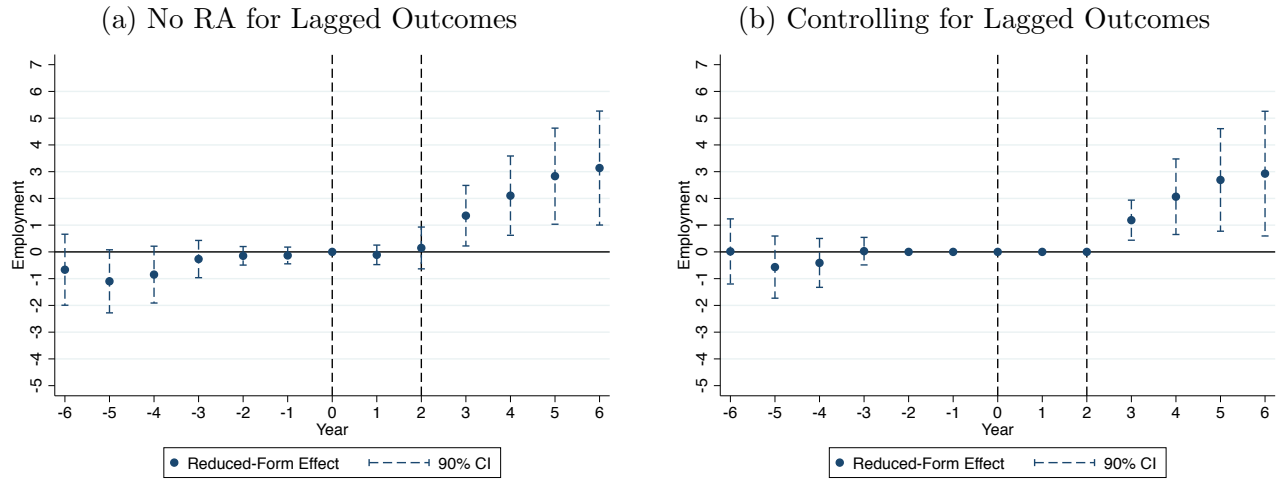 (a) No RA for Lagged Outcomes
7
6
5
4
3
2
1
0
-1
-2
-3
-4
-5
Employment
-6 -5 -4 -3 -2 -1 0 1 2 3 4 5 6
Year
Reduced-Form Effect 90% CI
(b) Controlling for Lagged Outcomes
7
6
5
4
3
2
1
0
-1
-2
-3
-4
-5
Employment
-6 -5 -4 -3 -2 -1 0 1 2 3 4 5 6
Year
Reduced-Form Effect 90% CI